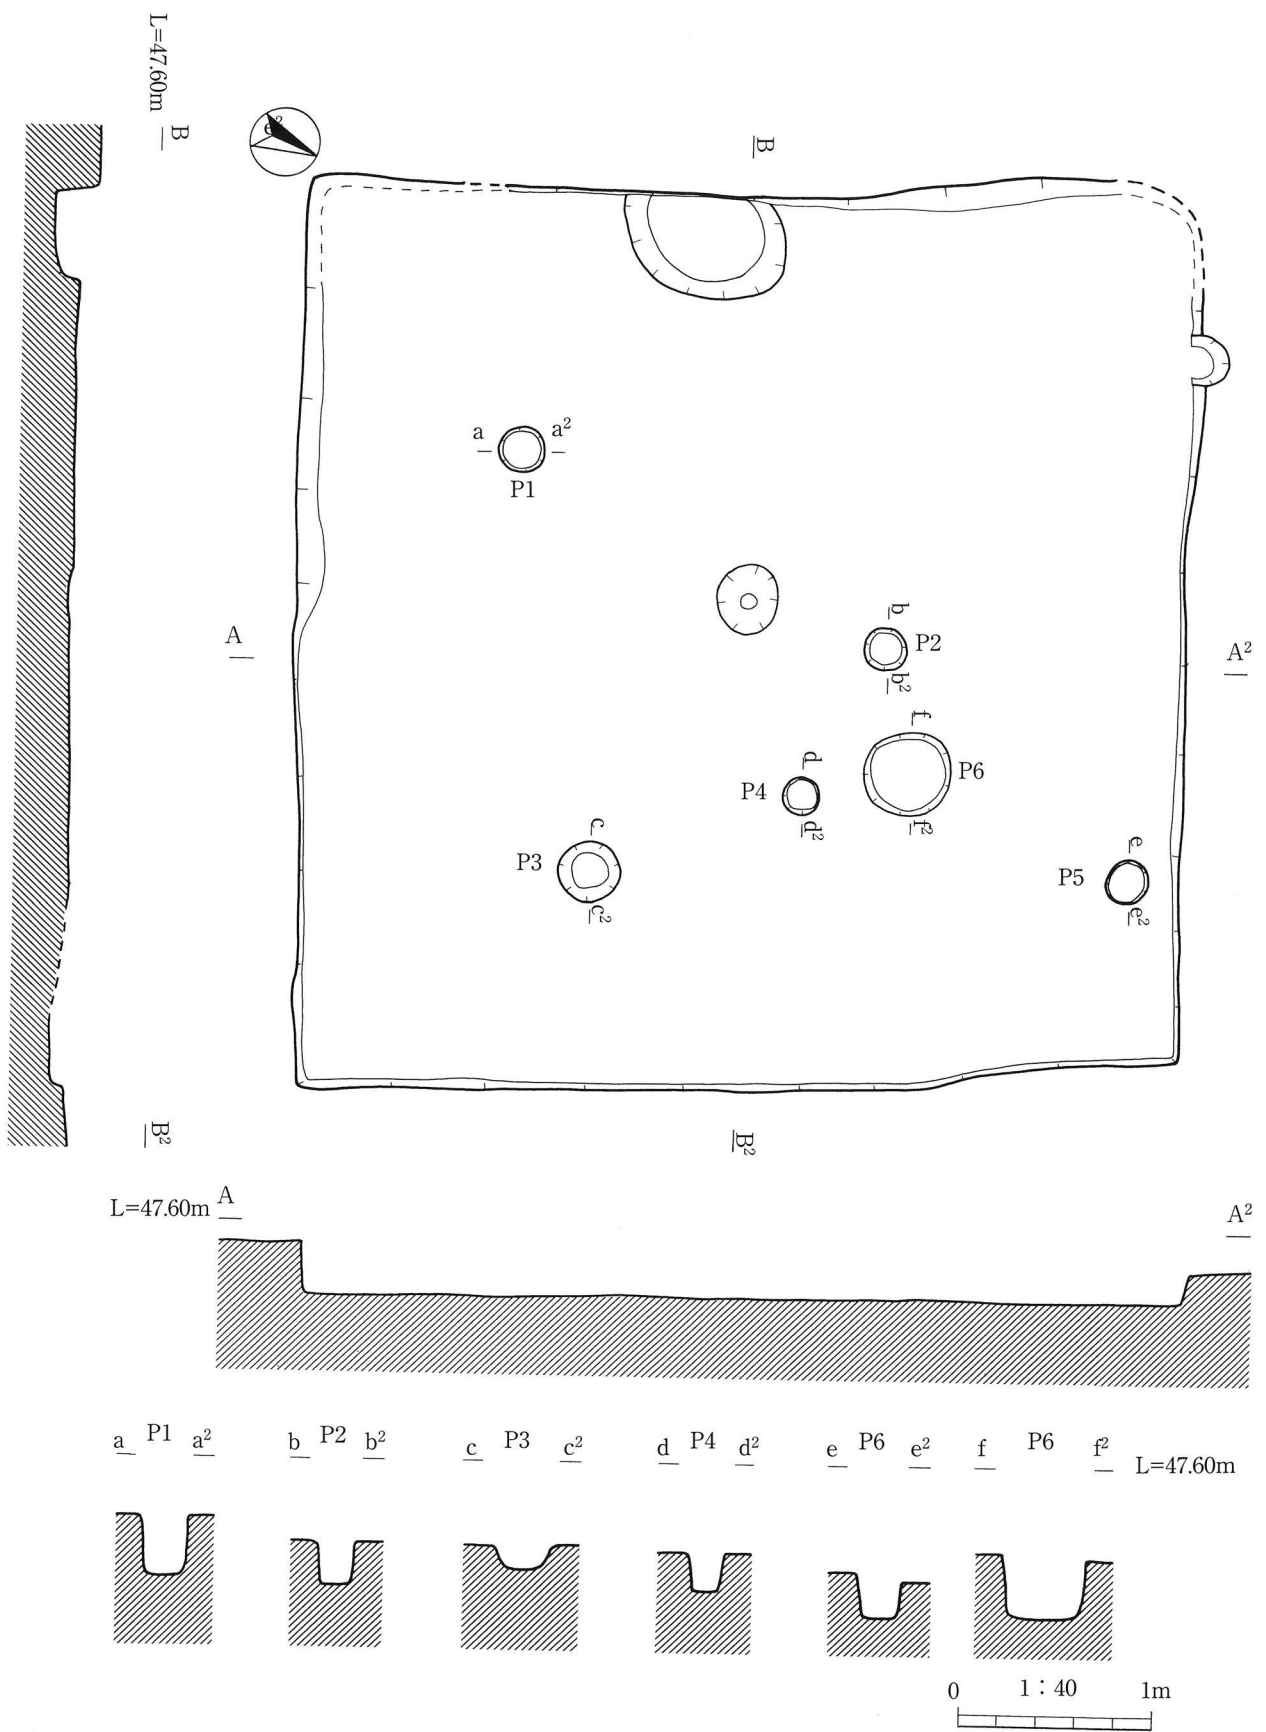 L=47.60m
B
e²
B
a
a²
P1
A
b
P2
b²
A²
f
P6
f²
d
P4
d²
c
P3
c²
e
P5
e²
B²
B²
L=47.60m
A
A²
a P1 a²
b P2 b²
c P3 c²
d P4 d²
e P6 e²
f P6 f²
L=47.60m
0 1：40 1m